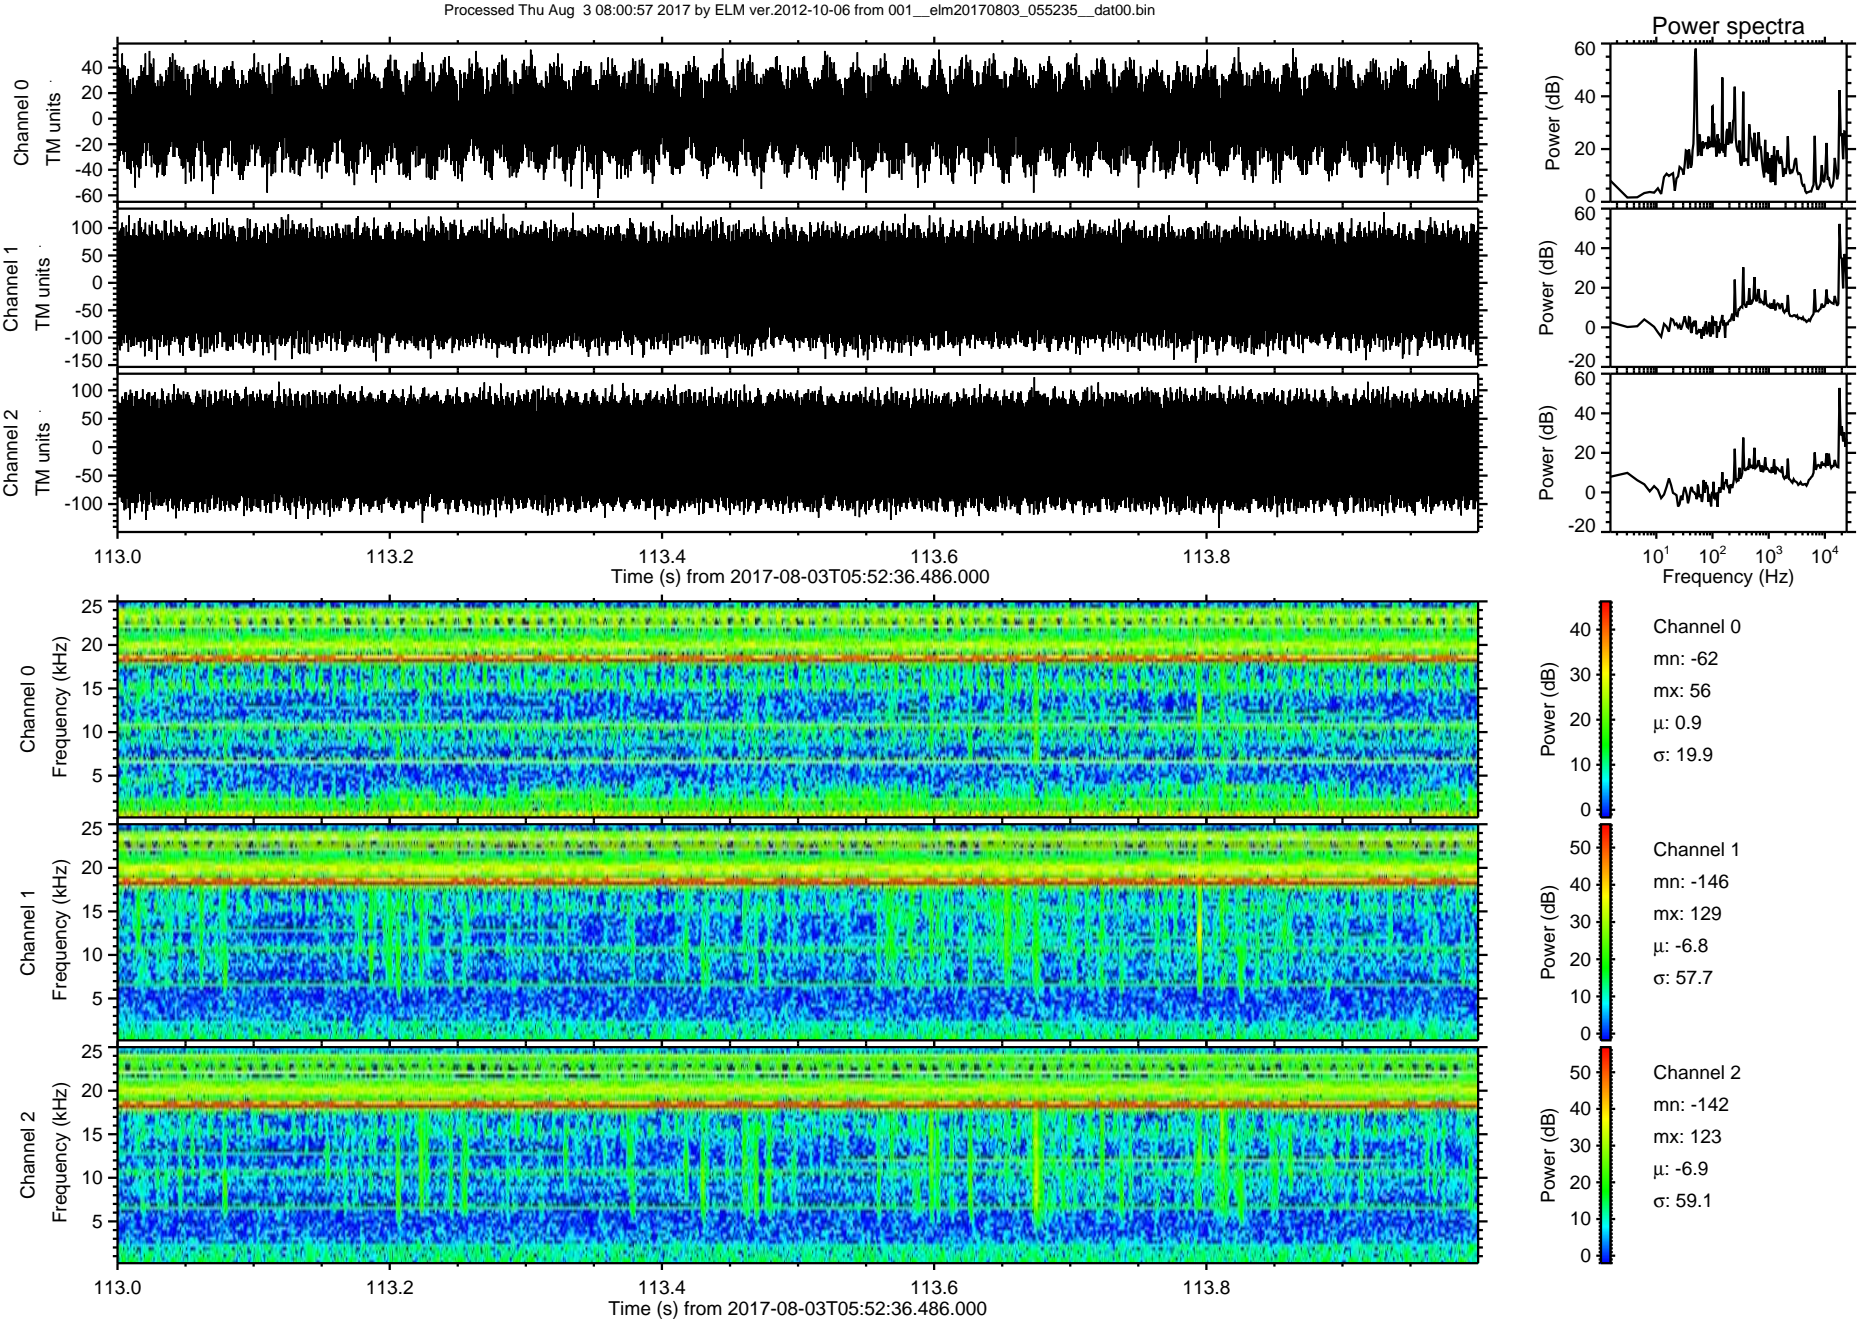 Processed Thu Aug  3 08:00:57 2017 by ELM ver.2012-10-06 from 001__elm20170803_055235__dat00.bin
Power spectra
Channel 0
TM units
40
20
0
-20
-40
-60
Power (dB)
60
40
20
0
Channel 1
TM units
100
50
0
-50
-100
-150
Power (dB)
60
40
20
0
-20
Channel 2
TM units
100
50
0
-50
-100
Power (dB)
60
40
20
0
-20
113.0 113.2 113.4 113.6 113.8
Time (s) from 2017-08-03T05:52:36.486.000
10^1 10^2 10^3 10^4
Frequency (Hz)
Channel 0
Frequency (kHz)
25
20
15
10
5
Power (dB)
40
30
20
10
0
Channel 0
mn: -62
mx: 56
μ: 0.9
σ: 19.9
Channel 1
Frequency (kHz)
25
20
15
10
5
Power (dB)
50
40
30
20
10
0
Channel 1
mn: -146
mx: 129
μ: -6.8
σ: 57.7
Channel 2
Frequency (kHz)
25
20
15
10
5
Power (dB)
50
40
30
20
10
0
Channel 2
mn: -142
mx: 123
μ: -6.9
σ: 59.1
113.0 113.2 113.4 113.6 113.8
Time (s) from 2017-08-03T05:52:36.486.000